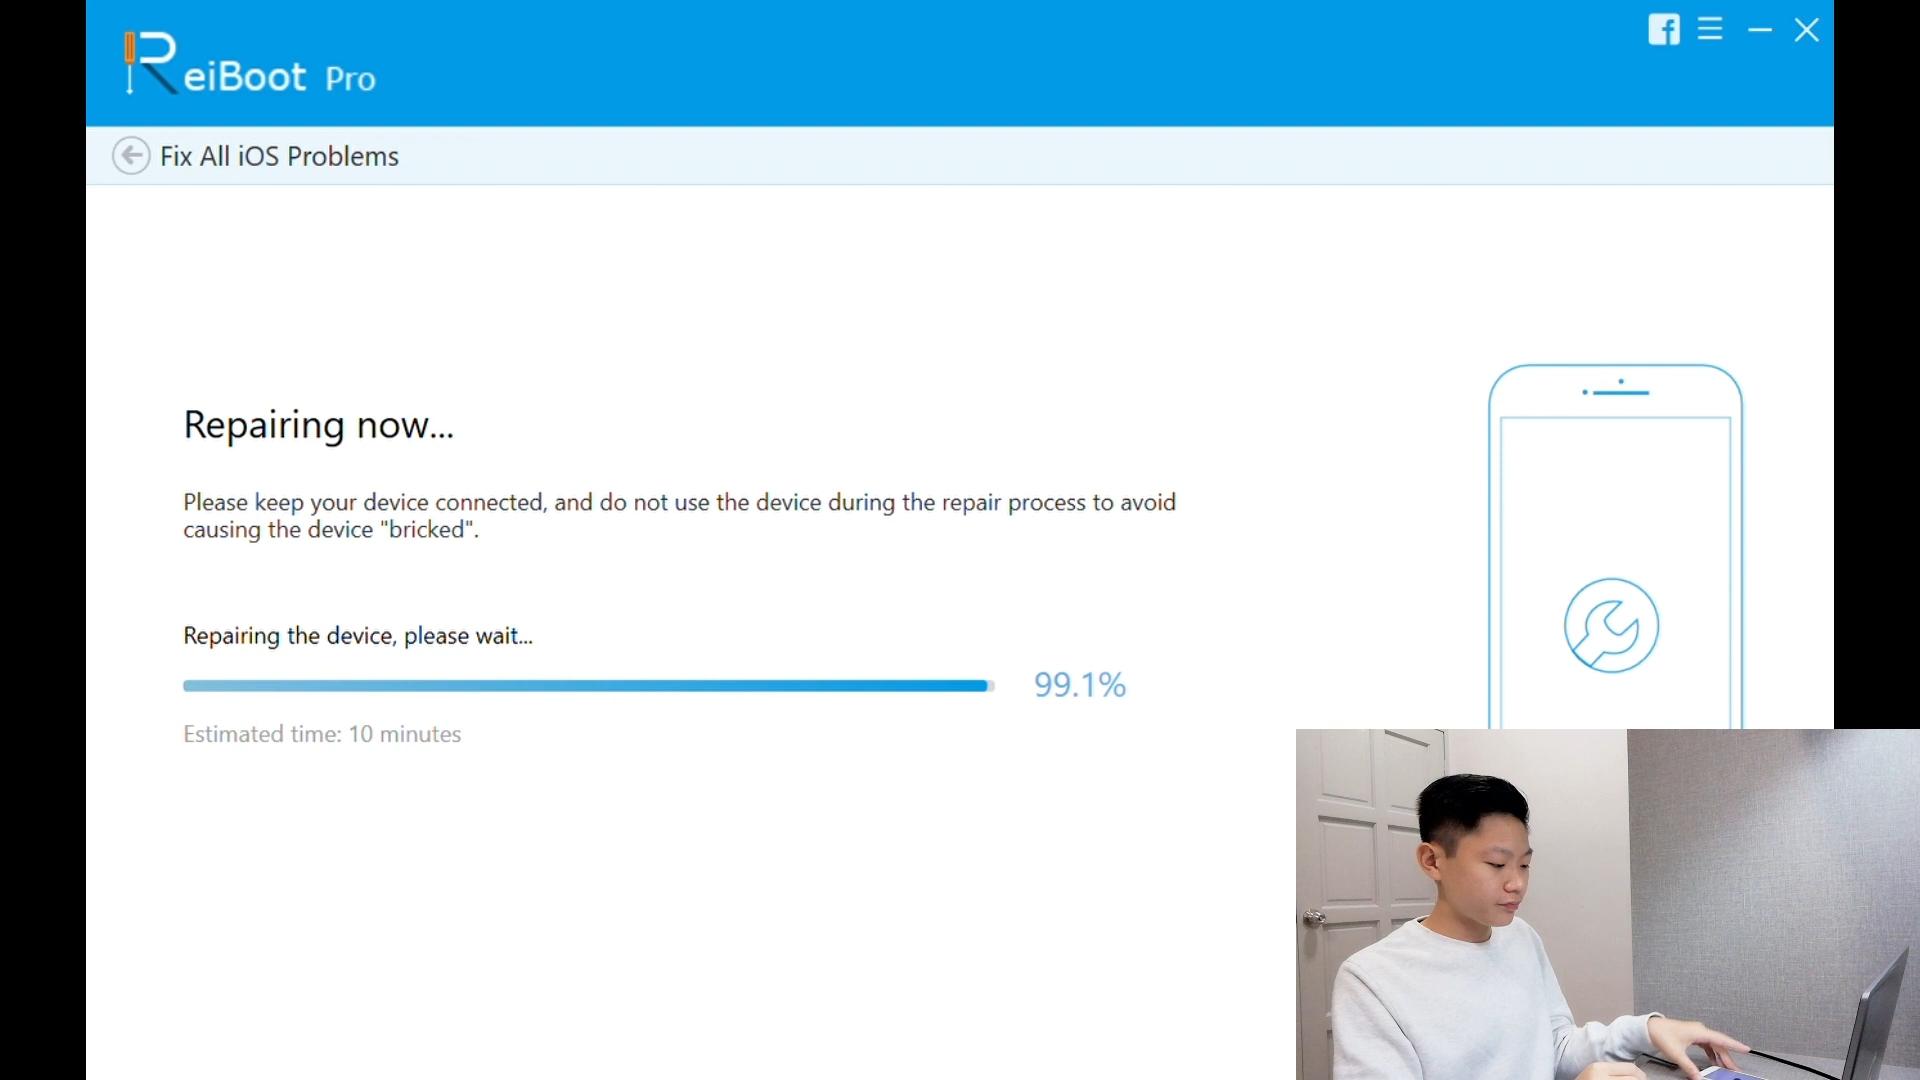 ReiBoot Pro
Fix All iOS Problems
Repairing now...
Please keep your device connected, and do not use the device during the repair process to avoid
causing the device "bricked".
Repairing the device, please wait...
99.1%
Estimated time: 10 minutes